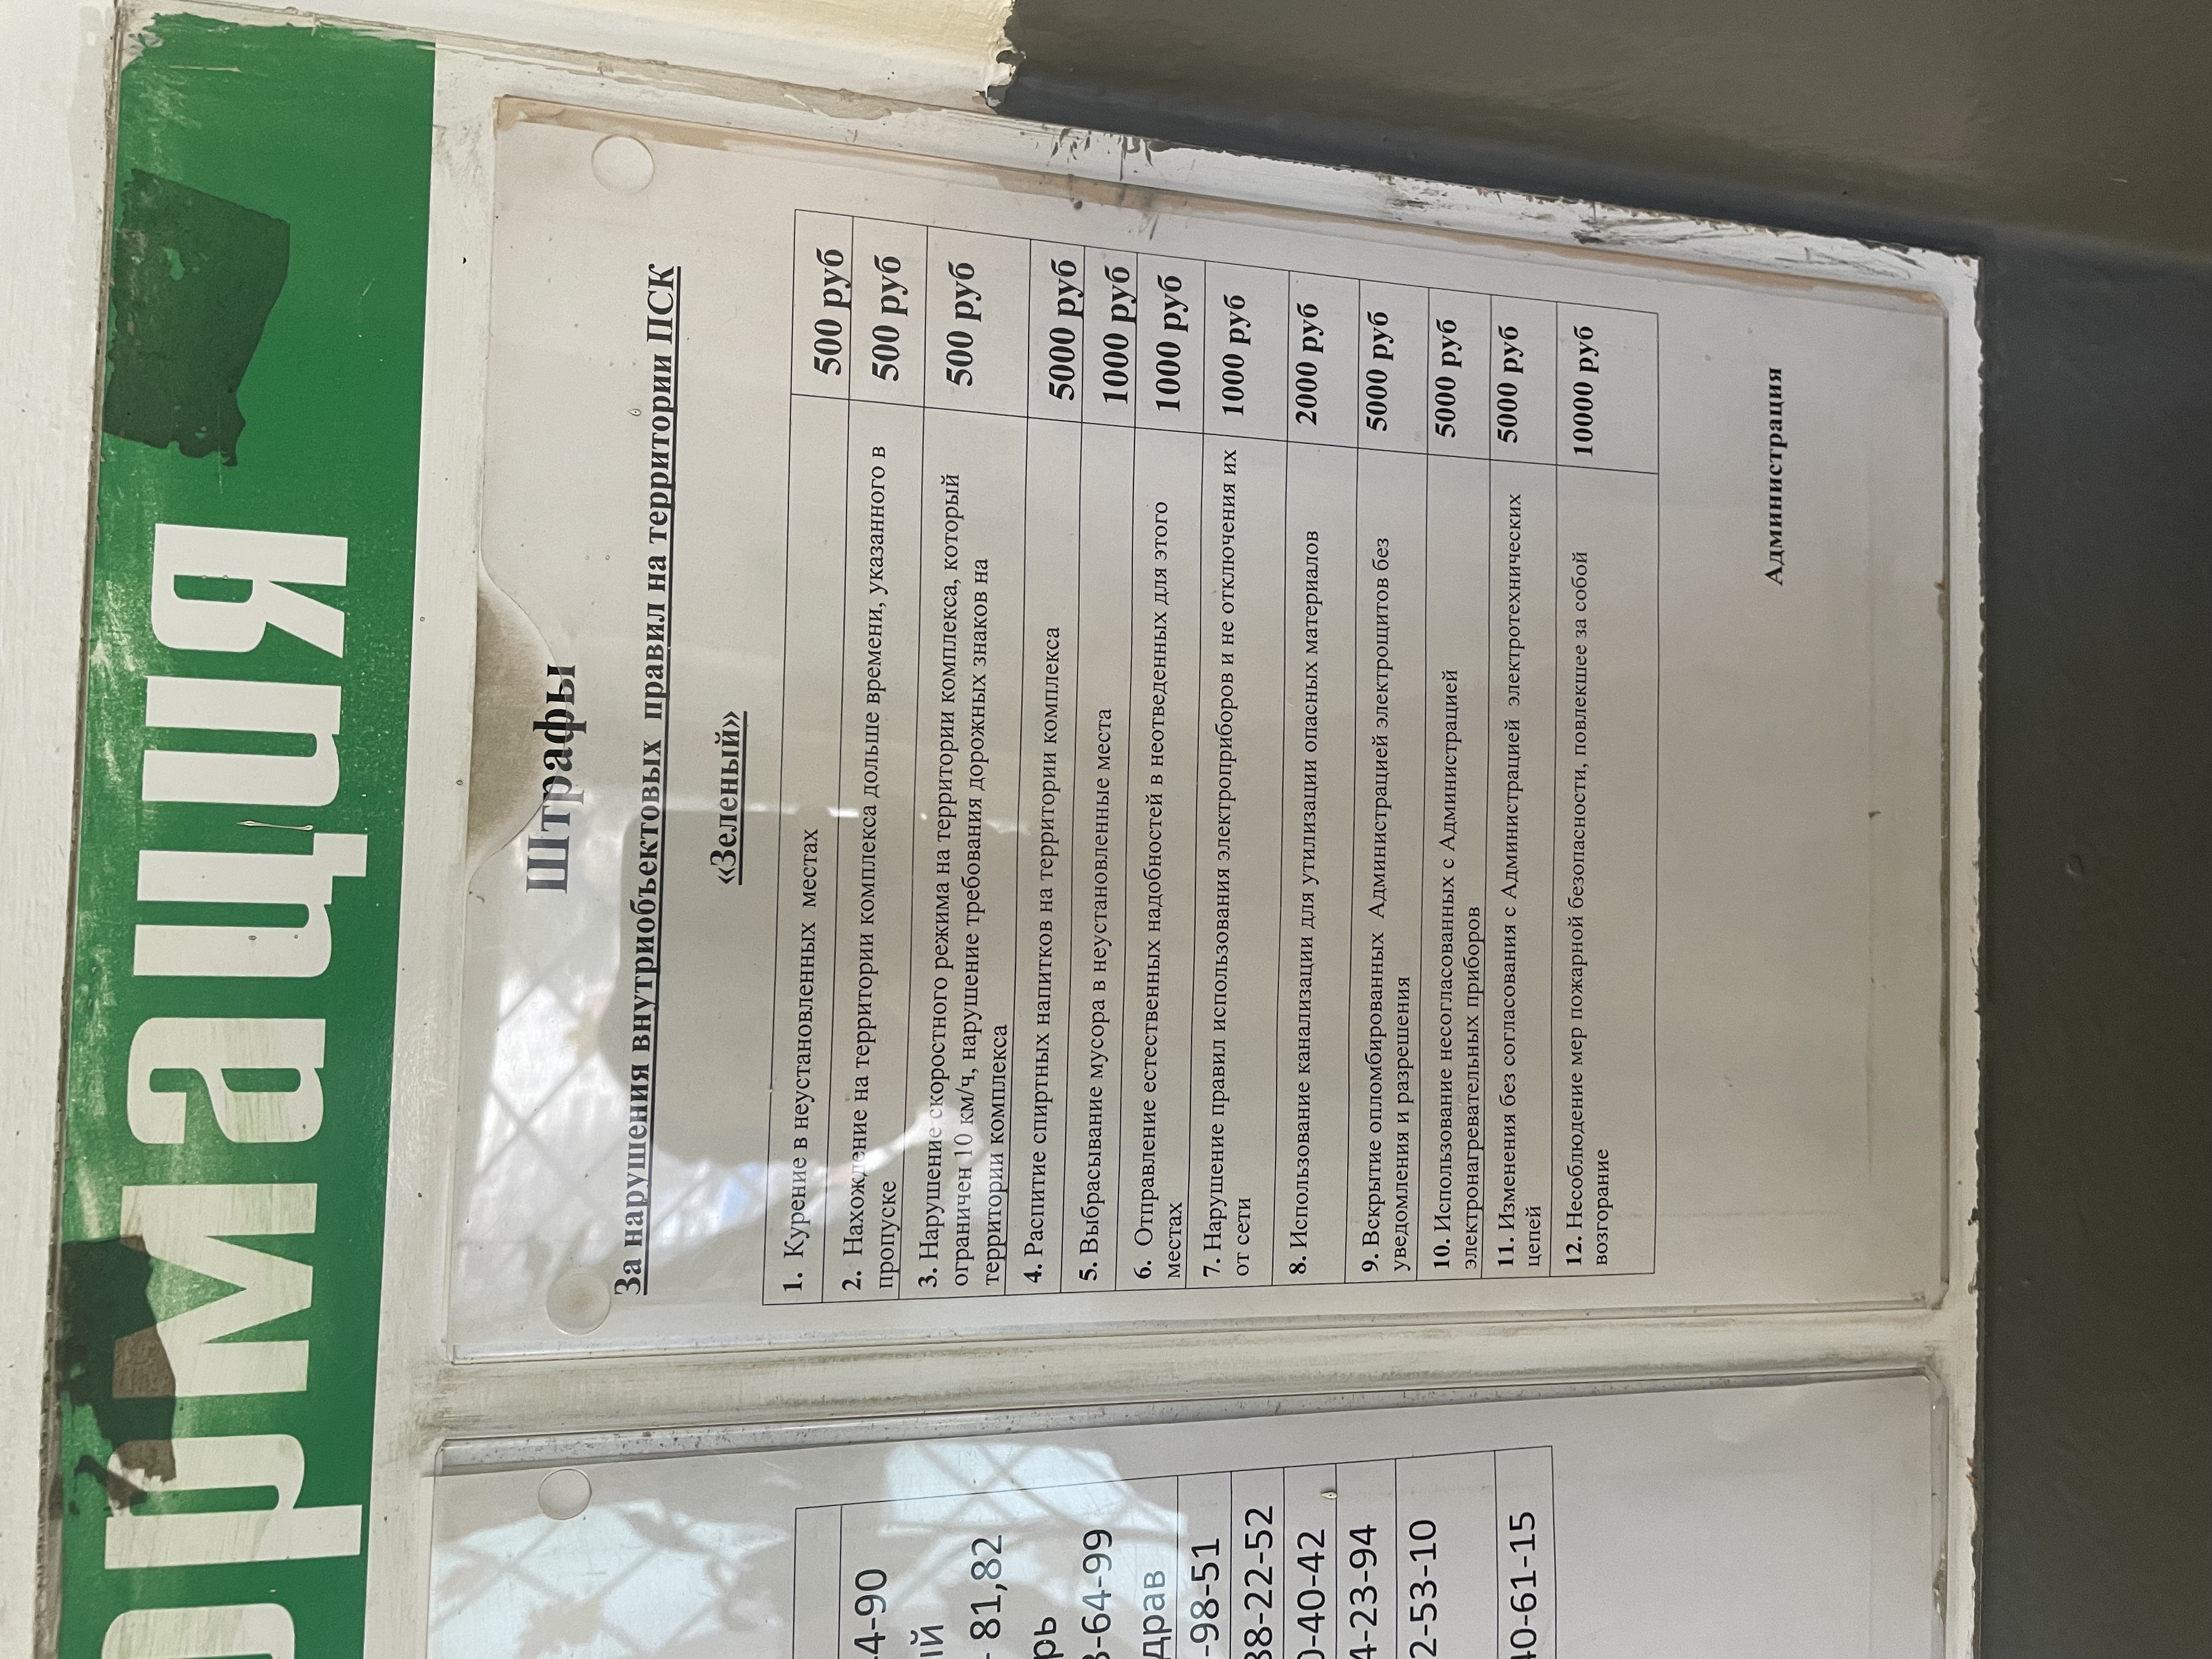 рмация
Штрафы
За нарушения внутриобъектовых правил на территории ПСК
«Зеленый»
1. Курение в неустановленных местах 500 руб
2. Нахождение на территории комплекса дольше времени, указанного в 500 руб
пропуске
3. Нарушение скоростного режима на территории комплекса, который 500 руб
ограничен 10 км/ч, нарушение требования дорожных знаков на
территории комплекса
4. Распитие спиртных напитков на территории комплекса 5000 руб
5. Выбрасывание мусора в неустановленные места 1000 руб
6. Отправление естественных надобностей в неотведенных для этого 1000 руб
местах
7. Нарушение правил использования электроприборов и не отключения их 1000 руб
от сети
8. Использование канализации для утилизации опасных материалов 2000 руб
9. Вскрытие опломбированных Администрацией электрощитов без 5000 руб
уведомления и разрешения
10. Использование несогласованных с Администрацией 5000 руб
электронагревательных приборов
11. Изменения без согласования с Администрацией электротехнических 5000 руб
цепей
12. Несоблюдение мер пожарной безопасности, повлекшее за собой 10000 руб
возгорание
Администрация
4-90
ый
- 81,82
рь
3-64-99
драв
-98-51
38-22-52
0-40-42
4-23-94
2-53-10
40-61-15